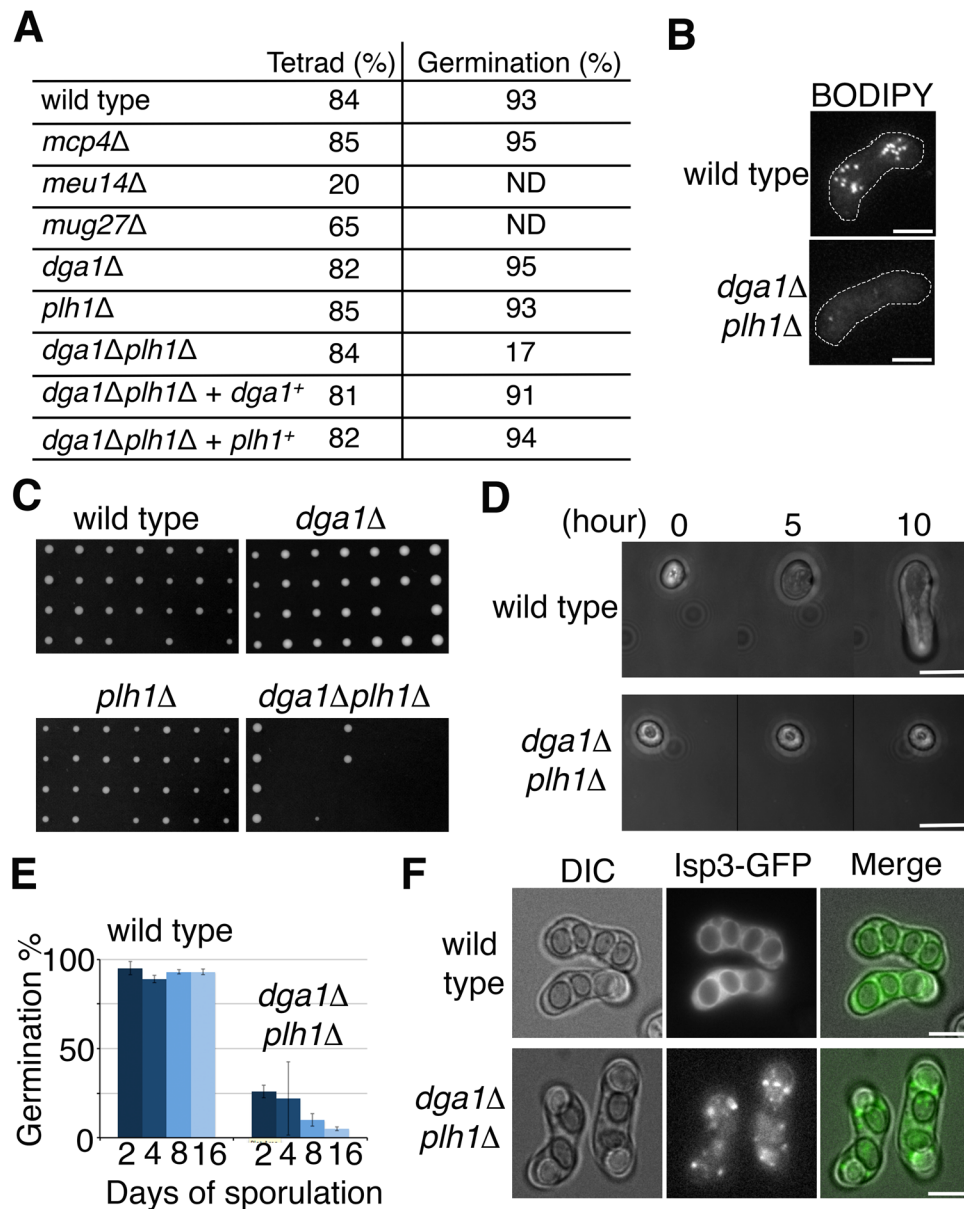 A
Tetrad (%) Germination (%)
wild type 84 93
mcp4Δ 85 95
meu14Δ 20 ND
mug27Δ 65 ND
dga1Δ 82 95
plh1Δ 85 93
dga1Δplh1Δ 84 17
dga1Δplh1Δ + dga1⁺ 81 91
dga1Δplh1Δ + plh1⁺ 82 94
B
BODIPY
wild type
dga1Δ
plh1Δ
C
wild type dga1Δ
plh1Δ dga1Δplh1Δ
D
(hour) 0 5 10
wild type
dga1Δ
plh1Δ
E
Germination %
100
50
0
wild type
dga1Δ
plh1Δ
2 4 8 16 2 4 8 16
Days of sporulation
F
DIC Isp3-GFP Merge
wild
type
dga1Δ
plh1Δ